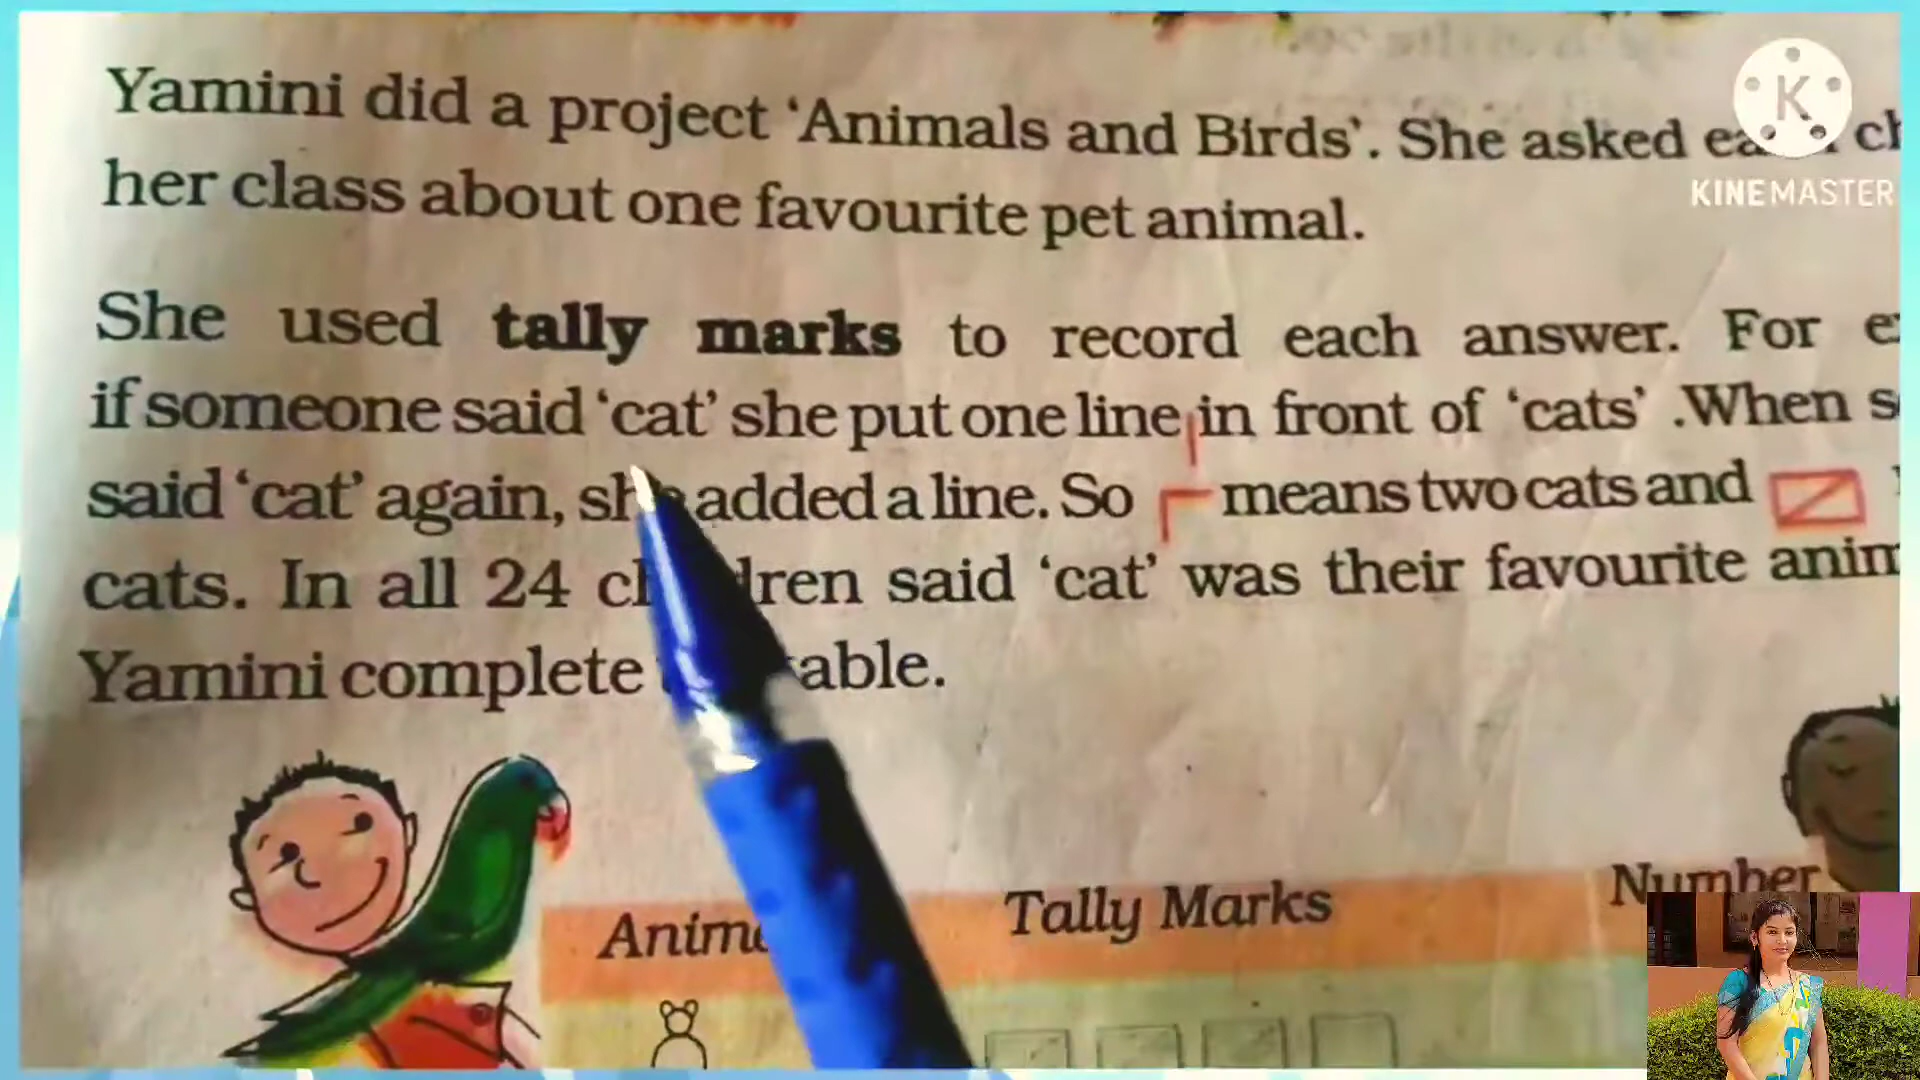 Yamini did a project 'Animals and Birds'. She asked
her class about one favourite pet animal.
She used tally marks to record each answer. For
if someone said 'cat' she put one line in front of 'cats' .When
said 'cat' again, she added a line. So means two cats and
cats. In all 24 children said 'cat' was their favourite
Yamini complete table.
Tally Marks Number
K
KINEMASTER